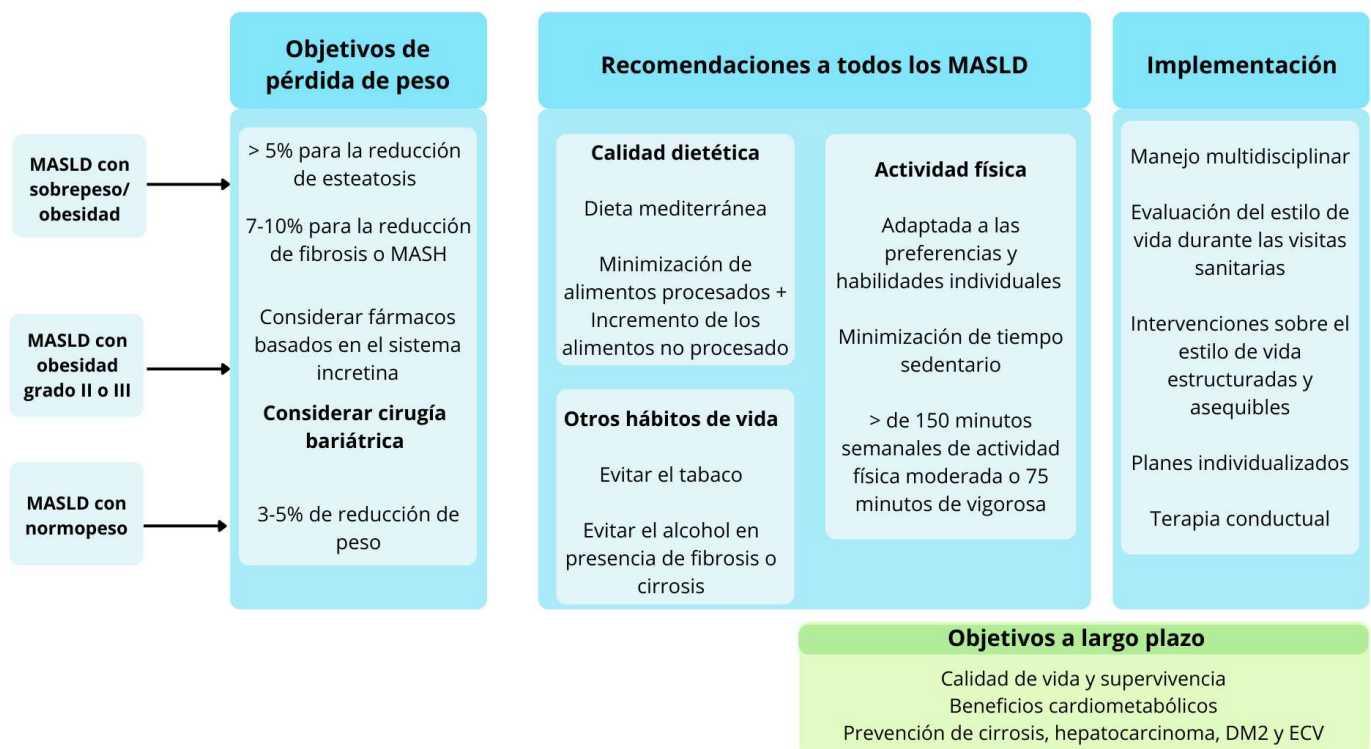 Objetivos de
pérdida de peso
Recomendaciones a todos los MASLD
Implementación
MASLD con
sobrepeso/
obesidad
MASLD con
obesidad
grado II o III
MASLD con
normopeso
> 5% para la reducción
de esteatosis
7-10% para la reducción
de fibrosis o MASH
Considerar fármacos
basados en el sistema
incretina
Considerar cirugía
bariátrica
3-5% de reducción de
peso
Calidad dietética
Dieta mediterránea
Minimización de
alimentos procesados +
Incremento de los
alimentos no procesado
Otros hábitos de vida
Evitar el tabaco
Evitar el alcohol en
presencia de fibrosis o
cirrosis
Actividad física
Adaptada a las
preferencias y
habilidades individuales
Minimización de tiempo
sedentario
> de 150 minutos
semanales de actividad
física moderada o 75
minutos de vigorosa
Manejo multidisciplinar
Evaluación del estilo de
vida durante las visitas
sanitarias
Intervenciones sobre el
estilo de vida
estructuradas y
asequibles
Planes individualizados
Terapia conductual
Objetivos a largo plazo
Calidad de vida y supervivencia
Beneficios cardiometabólicos
Prevención de cirrosis, hepatocarcinoma, DM2 y ECV